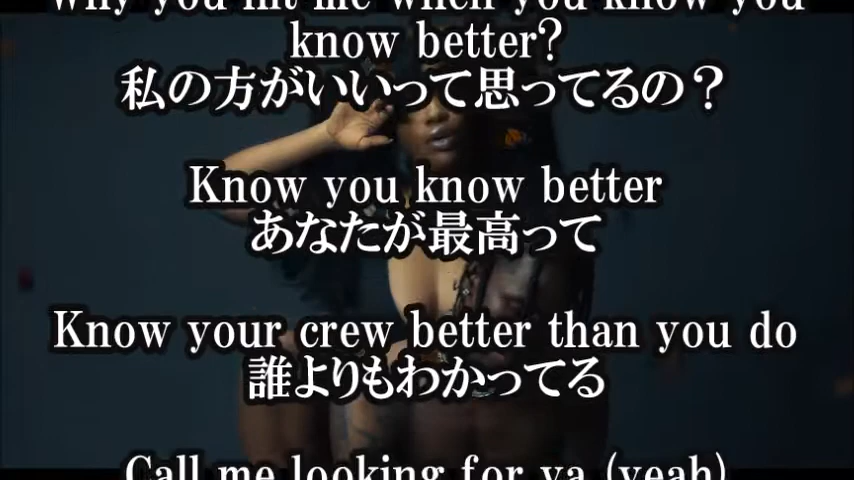 Why you hit me when you know you
know better?
私の方がいいって思ってるの？
Know you know better
あなたが最高って
Know your crew better than you do
誰よりもわかってる
Call me looking for ya (yeah)